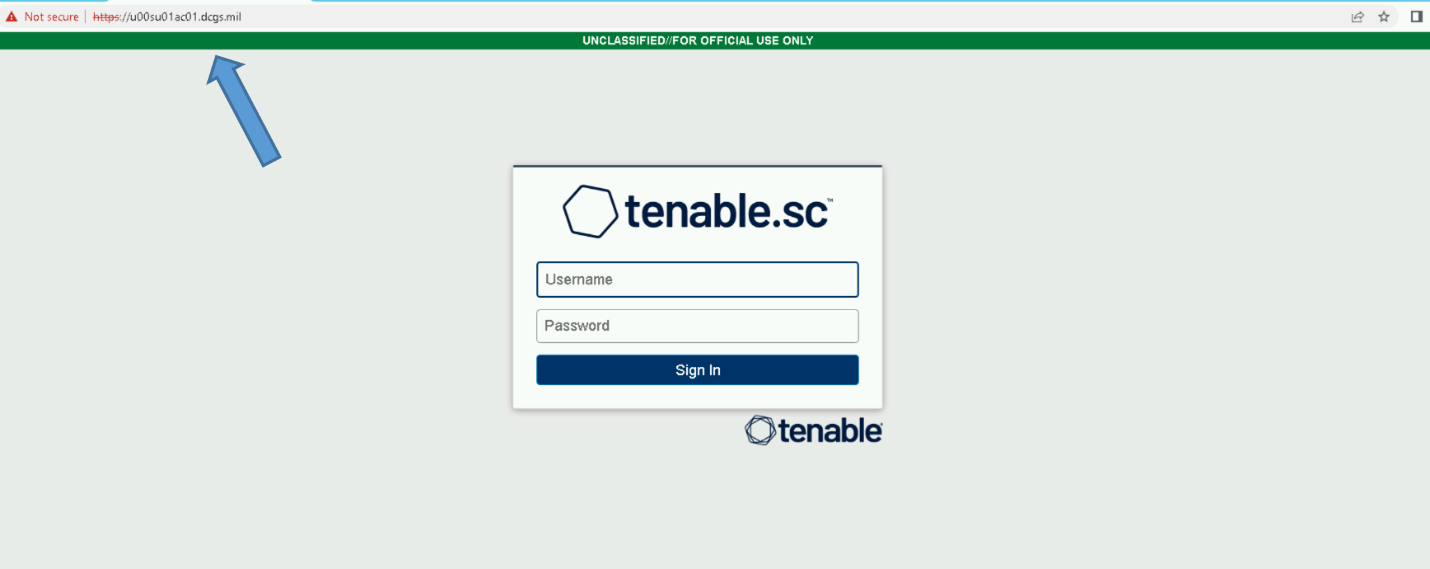 Not secure | https://u00su01ac01.dcgs.mil
UNCLASSIFIED//FOR OFFICIAL USE ONLY
tenable.sc™
Username
Password
Sign In
tenable